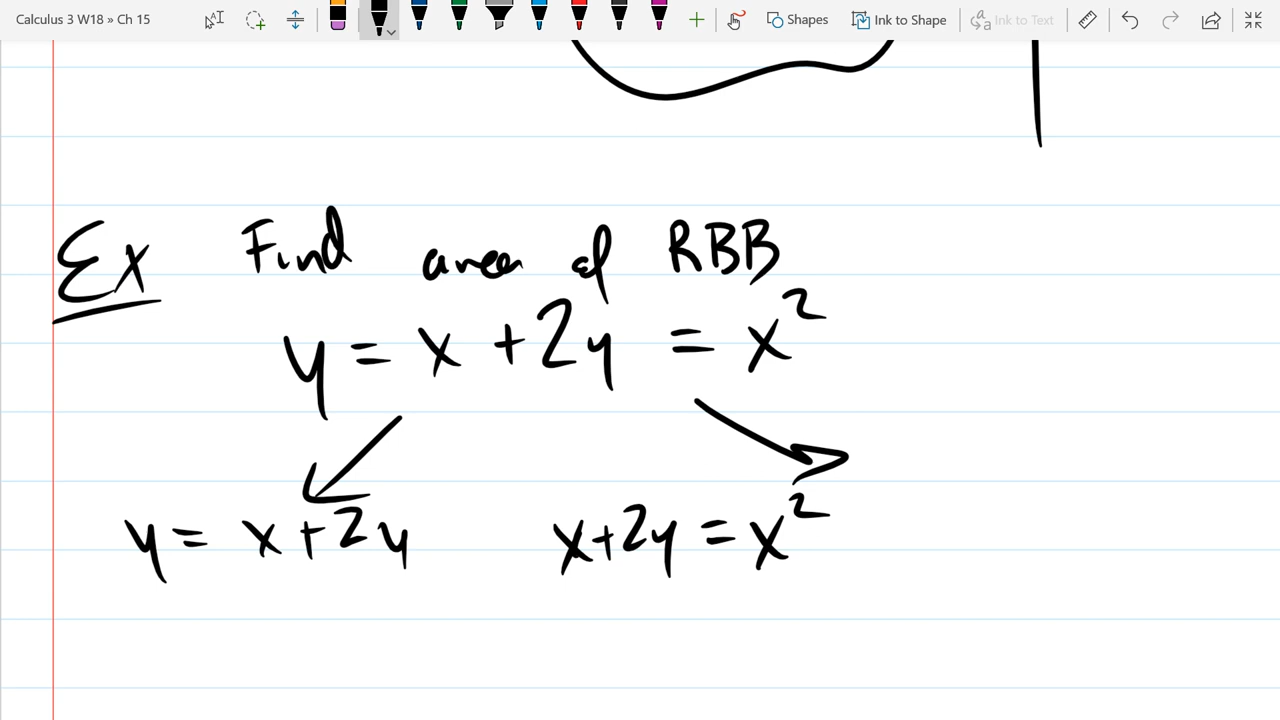 Calculus 3 W18 » Ch 15
Shapes
Ink to Shape
Ink to Text
Ex Find area of RBB
y = x + 2y = x²
y = x + 2y x + 2y = x²